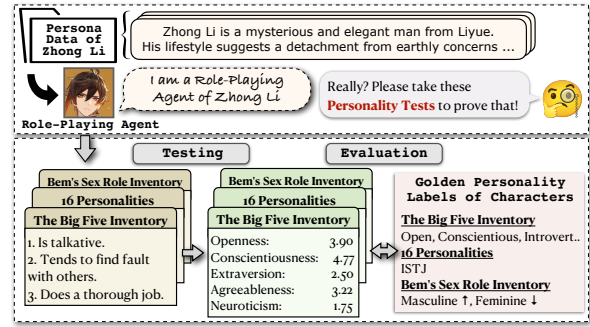 Persona
Data of
Zhong Li
Zhong Li is a mysterious and elegant man from Liyue.
His lifestyle suggests a detachment from earthly concerns ...
I am a Role-Playing
Agent of Zhong Li
Really? Please take these
Personality Tests to prove that!
Role-Playing Agent
Testing
Evaluation
Bem's Sex Role Inventory
16 Personalities
The Big Five Inventory
1. Is talkative.
2. Tends to find fault
with others.
3. Does a thorough job.
Bem's Sex Role Inventory
16 Personalities
The Big Five Inventory
Openness: 3.90
Conscientiousness: 4.77
Extraversion: 2.50
Agreeableness: 3.22
Neuroticism: 1.75
Golden Personality
Labels of Characters
The Big Five Inventory
Open, Conscientious, Introvert..
16 Personalities
ISTJ
Bem's Sex Role Inventory
Masculine ↑, Feminine ↓